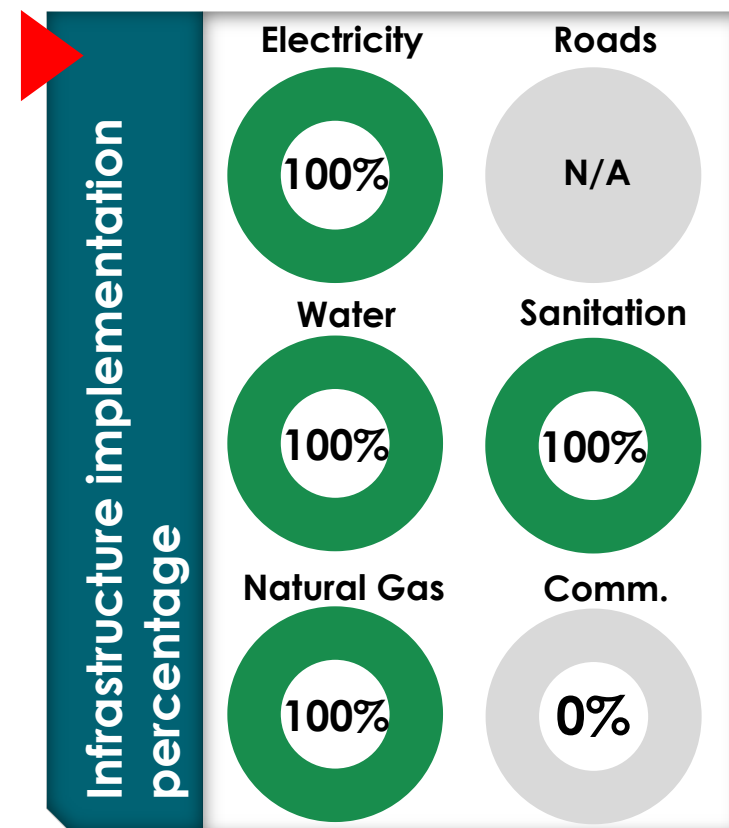 Infrastructure implementation
percentage
Electricity
100%
Roads
N/A
Water
100%
Sanitation
100%
Natural Gas
100%
Comm.
0%